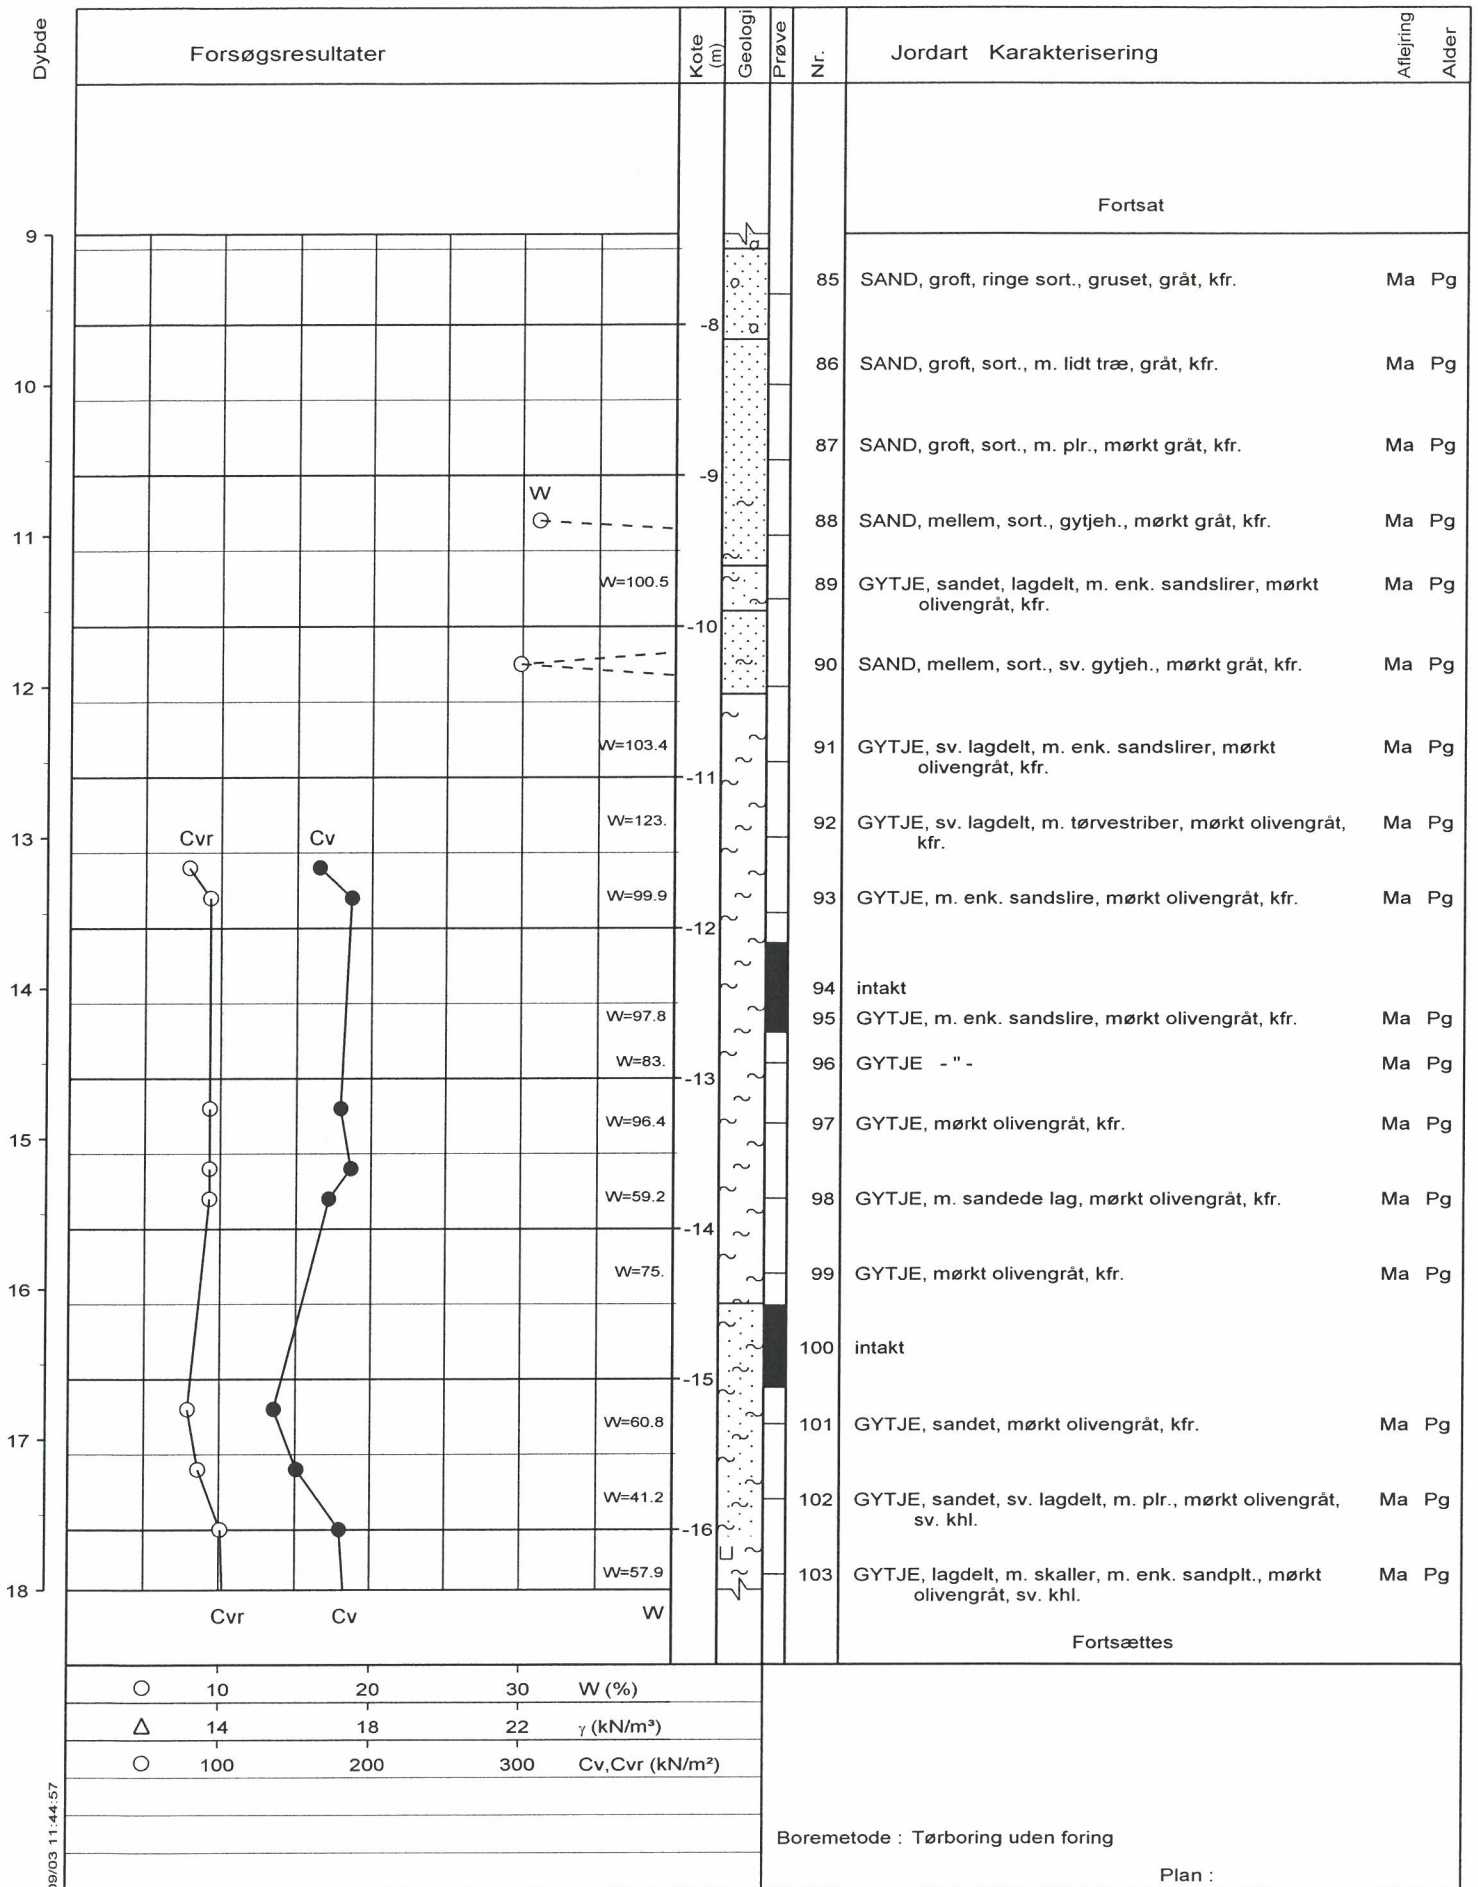 Dybde
Forsøgsresultater
Kote (m)
Geologi
Prøve
Nr.
Jordart Karakterisering
Aflejring
Alder
Fortsat
9
85 SAND, groft, ringe sort., gruset, gråt, kfr. Ma Pg
-8
86 SAND, groft, sort., m. lidt træ, gråt, kfr. Ma Pg
10
87 SAND, groft, sort., m. plr., mørkt gråt, kfr. Ma Pg
-9
W
88 SAND, mellem, sort., gytjeh., mørkt gråt, kfr. Ma Pg
11
W=100.5 89 GYTJE, sandet, lagdelt, m. enk. sandslirer, mørkt Ma Pg
olivengråt, kfr.
-10
90 SAND, mellem, sort., sv. gytjeh., mørkt gråt, kfr. Ma Pg
12
W=103.4 91 GYTJE, sv. lagdelt, m. enk. sandslirer, mørkt Ma Pg
olivengråt, kfr.
-11
W=123. 92 GYTJE, sv. lagdelt, m. tørvestriber, mørkt olivengråt, Ma Pg
kfr.
13 Cvr Cv
W=99.9 93 GYTJE, m. enk. sandslire, mørkt olivengråt, kfr. Ma Pg
-12
14 94 intakt
W=97.8 95 GYTJE, m. enk. sandslire, mørkt olivengråt, kfr. Ma Pg
W=83. 96 GYTJE - " - Ma Pg
-13
W=96.4 97 GYTJE, mørkt olivengråt, kfr. Ma Pg
15
W=59.2 98 GYTJE, m. sandede lag, mørkt olivengråt, kfr. Ma Pg
-14
W=75. 99 GYTJE, mørkt olivengråt, kfr. Ma Pg
16
100 intakt
-15
W=60.8 101 GYTJE, sandet, mørkt olivengråt, kfr. Ma Pg
17
W=41.2 102 GYTJE, sandet, sv. lagdelt, m. plr., mørkt olivengråt, Ma Pg
sv. khl.
-16
W=57.9 103 GYTJE, lagdelt, m. skaller, m. enk. sandplt., mørkt Ma Pg
olivengråt, sv. khl.
18
Cvr Cv W
Fortsættes
10 20 30 W (%)
14 18 22 γ (kN/m³)
100 200 300 Cv,Cvr (kN/m²)
09/03 11:44:57
Boremetode : Tørboring uden foring
Plan :